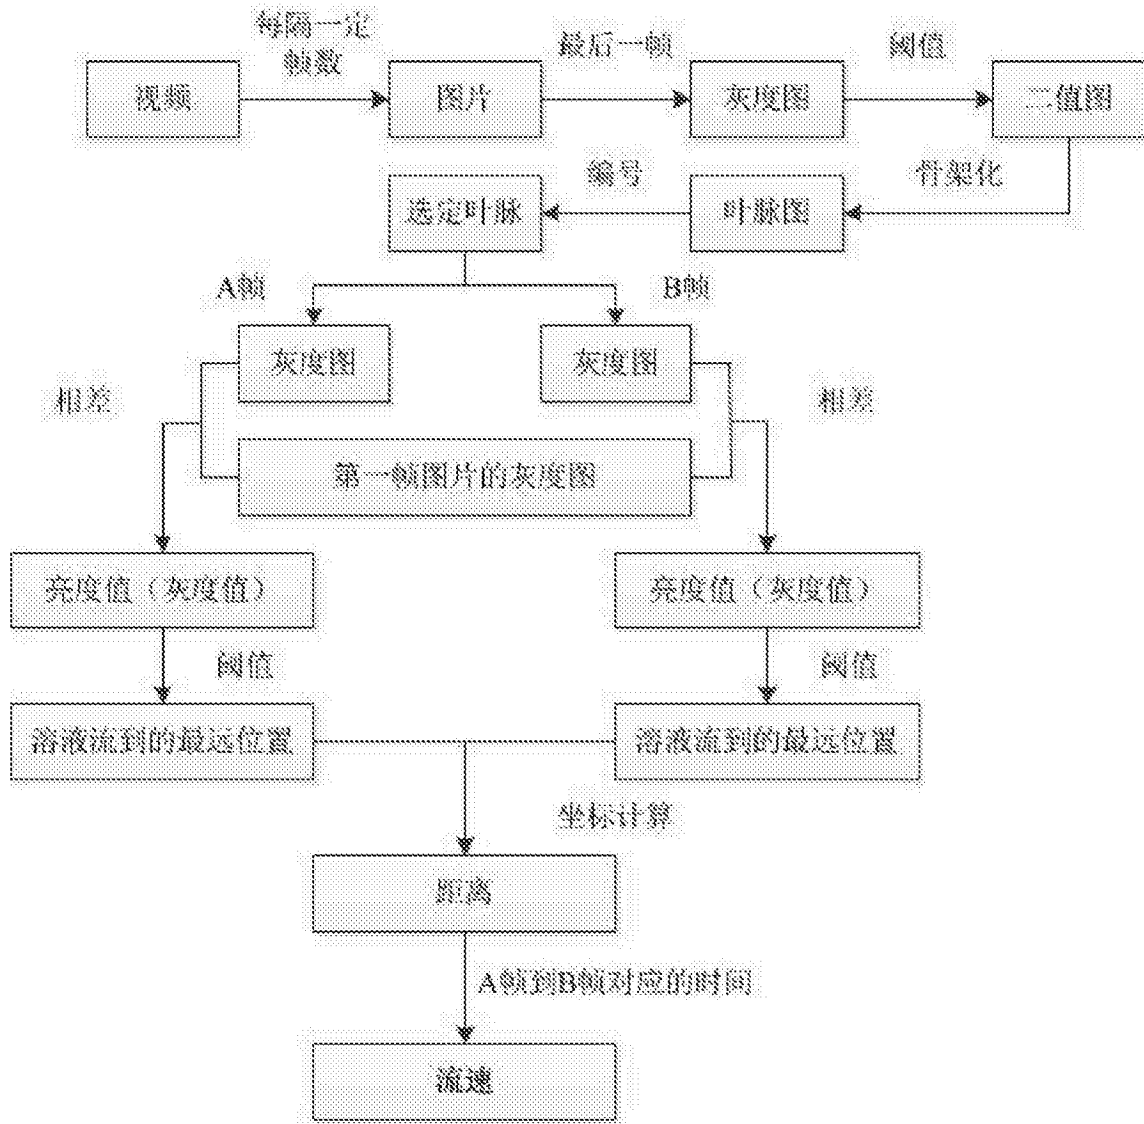 每隔一定
帧数
最后一帧
阈值
视频
图片
灰度图
二值图
编号
骨架化
选定叶脉
叶脉图
A帧
B帧
灰度图
灰度图
相差
相差
第一帧图片的灰度图
亮度值（灰度值）
亮度值（灰度值）
阈值
阈值
溶液流到的最远位置
溶液流到的最远位置
坐标计算
距离
A帧到B帧对应的时间
流速